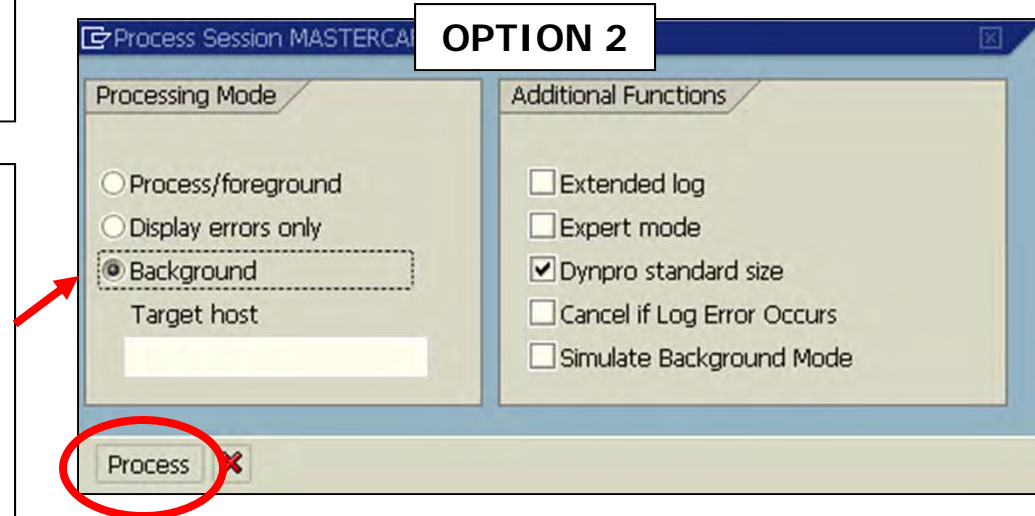 Process Session MASTERCA
OPTION 2
Processing Mode
Process/foreground
Display errors only
Background
Target host
Additional Functions
Extended log
Expert mode
Dynpro standard size
Cancel if Log Error Occurs
Simulate Background Mode
Process